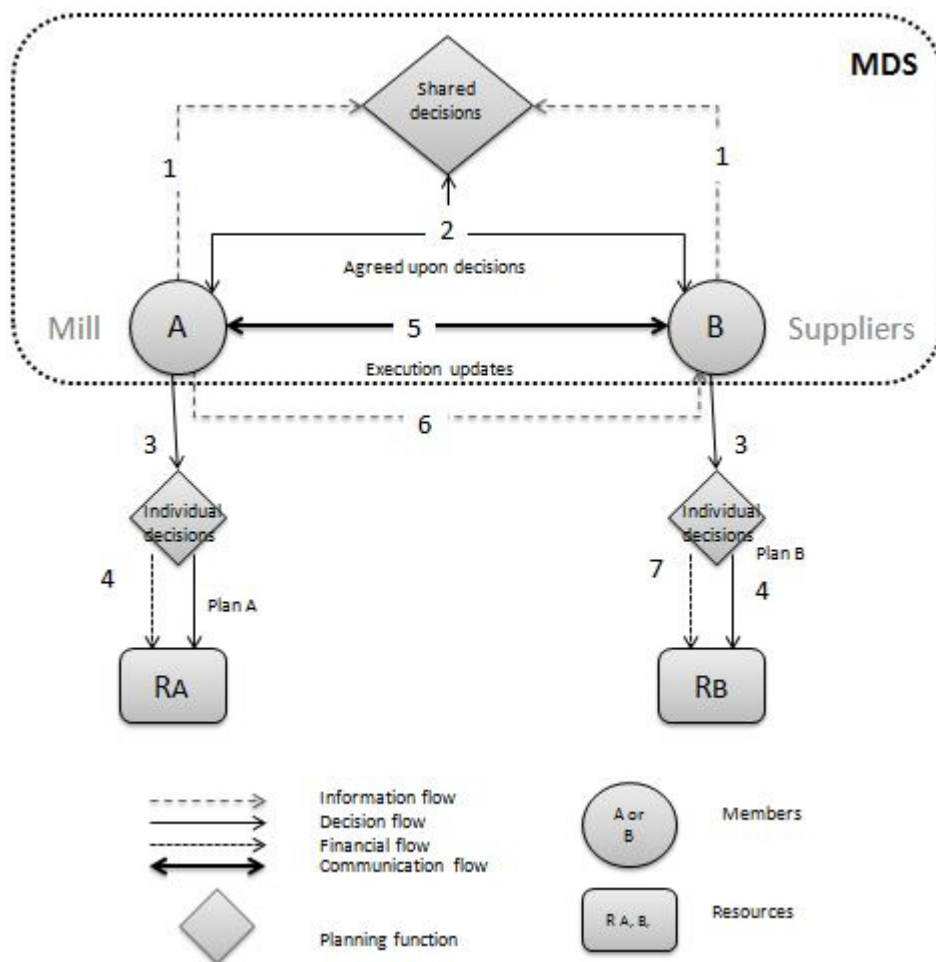 MDS
Shared
decisions
1
1
2
Agreed upon decisions
Mill
A
5
B
Suppliers
Execution updates
6
3
3
Individual
decisions
Individual
decisions
Plan B
4
7
4
Plan A
RA
RB
Information flow
Decision flow
Financial flow
Communication flow
Planning function
A or
B
Members
R A, B,
Resources